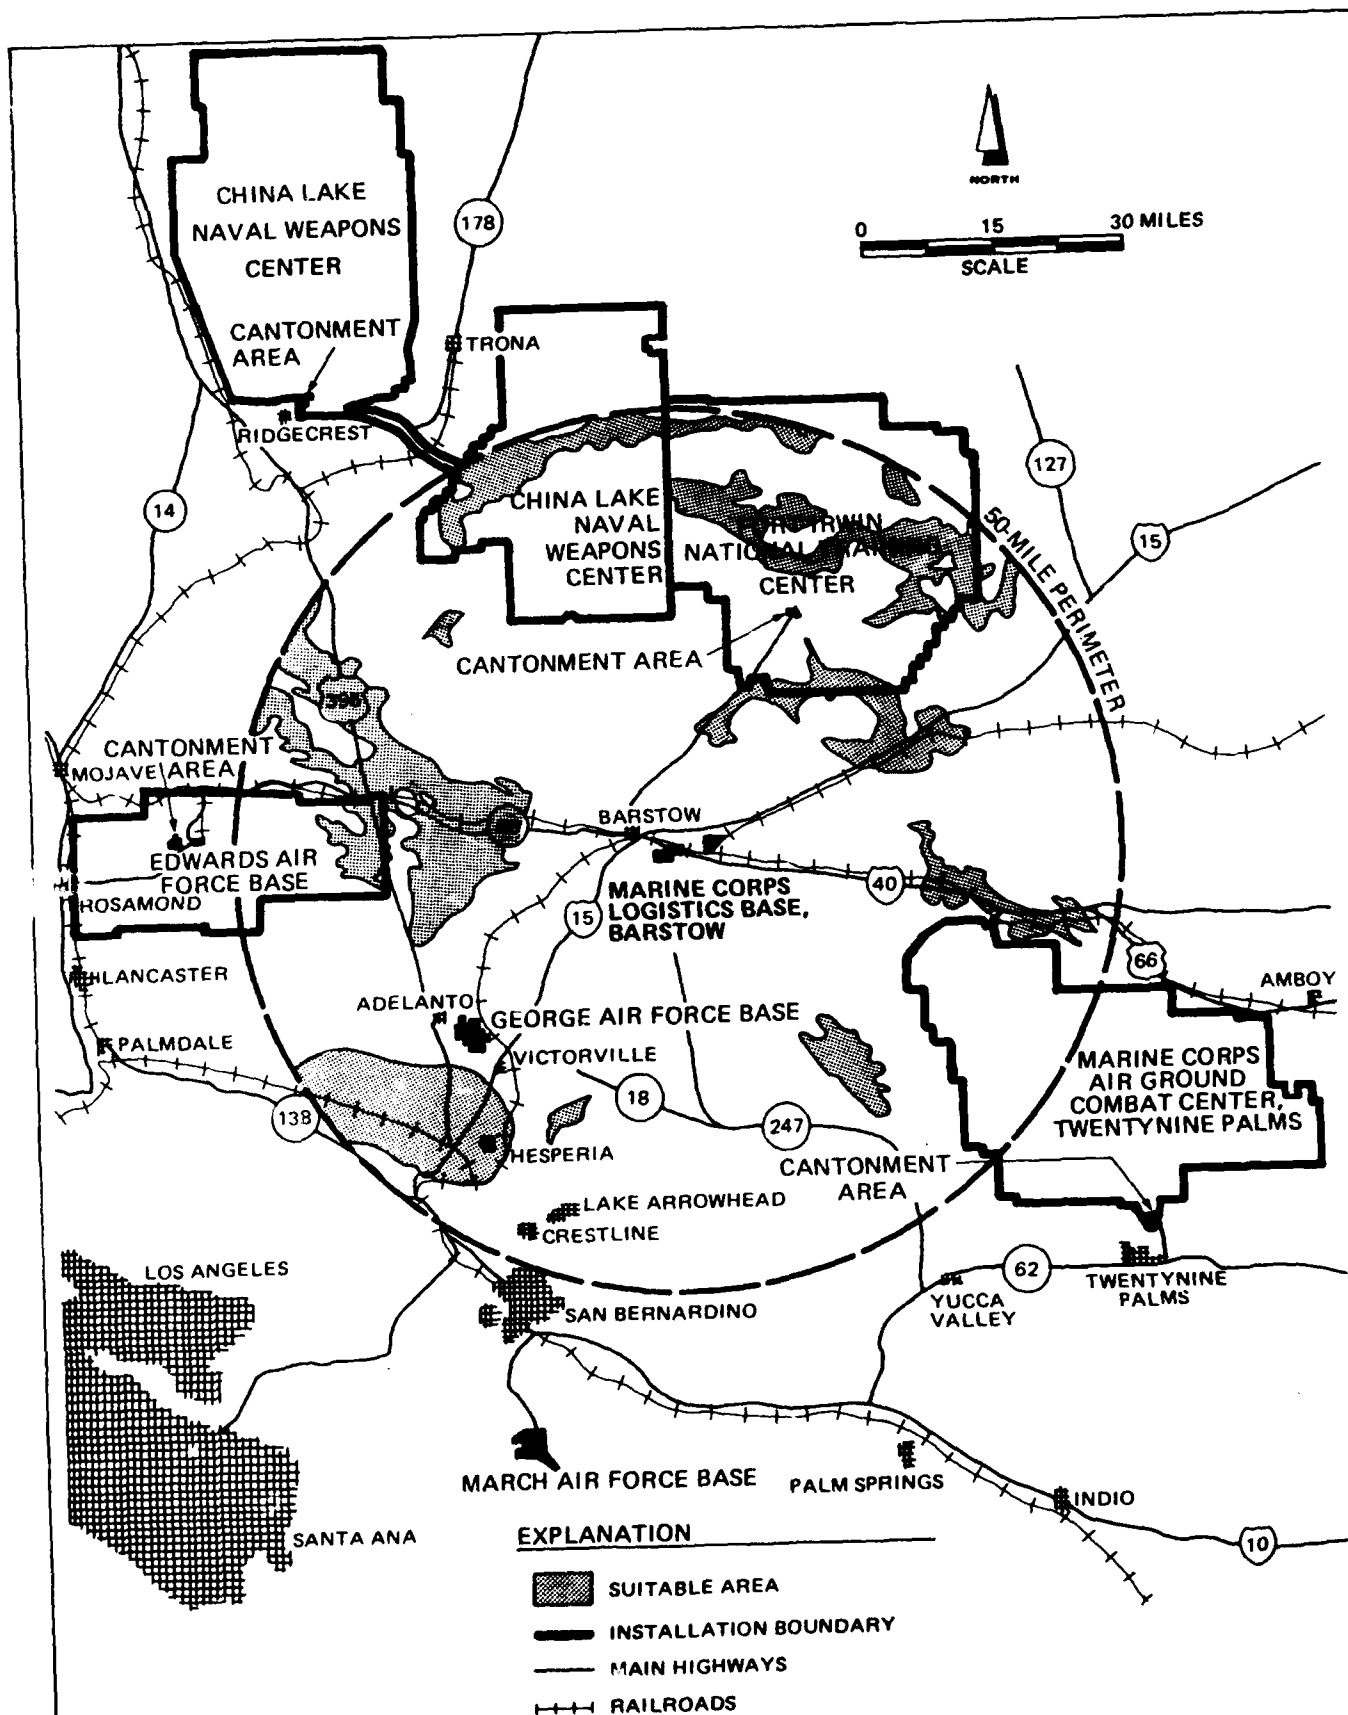 CHINA LAKE
NAVAL WEAPONS
CENTER
178
NORTH
0 15 30 MILES
SCALE
CANTONMENT
AREA
TRONA
RIDGECREST
14
127
15
CHINA LAKE
NAVAL
WEAPONS
CENTER
FORT IRWIN
NATIONAL TRAINING
CENTER
50-MILE PERIMETER
CANTONMENT AREA
395
CANTONMENT
AREA
MOJAVE
BARSTOW
EDWARDS AIR
FORCE BASE
ROSAMOND
MARINE CORPS
LOGISTICS BASE,
BARSTOW
40
15
66
LANCASTER
AMBOY
ADELANTO
GEORGE AIR FORCE BASE
PALMDALE
VICTORVILLE
MARINE CORPS
AIR GROUND
COMBAT CENTER,
TWENTYNINE PALMS
18
138
247
HESPERIA
CANTONMENT
AREA
LAKE ARROWHEAD
CRESTLINE
LOS ANGELES
62
TWENTYNINE
PALMS
SAN BERNARDINO
YUCCA
VALLEY
MARCH AIR FORCE BASE
PALM SPRINGS
INDIO
SANTA ANA
10
EXPLANATION
SUITABLE AREA
INSTALLATION BOUNDARY
MAIN HIGHWAYS
RAILROADS